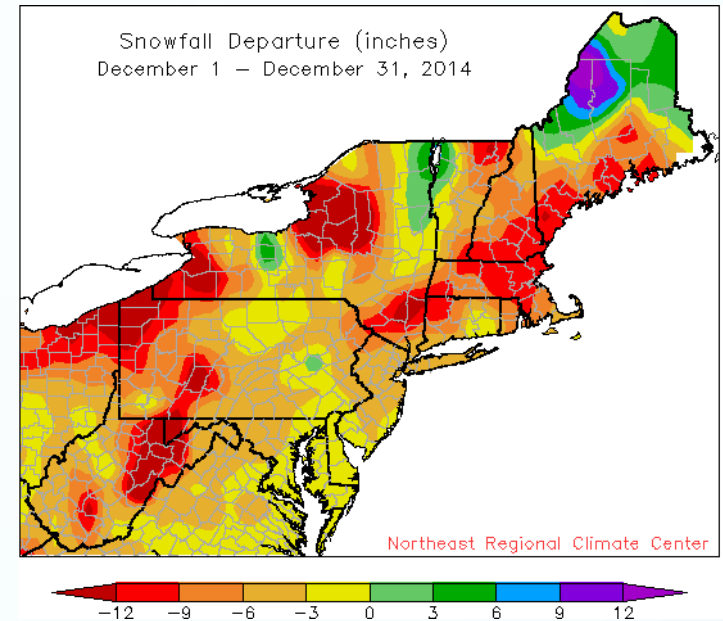 Snowfall Departure (inches)
December 1 – December 31, 2014
Northeast Regional Climate Center
-12 -9 -6 -3 0 3 6 9 12